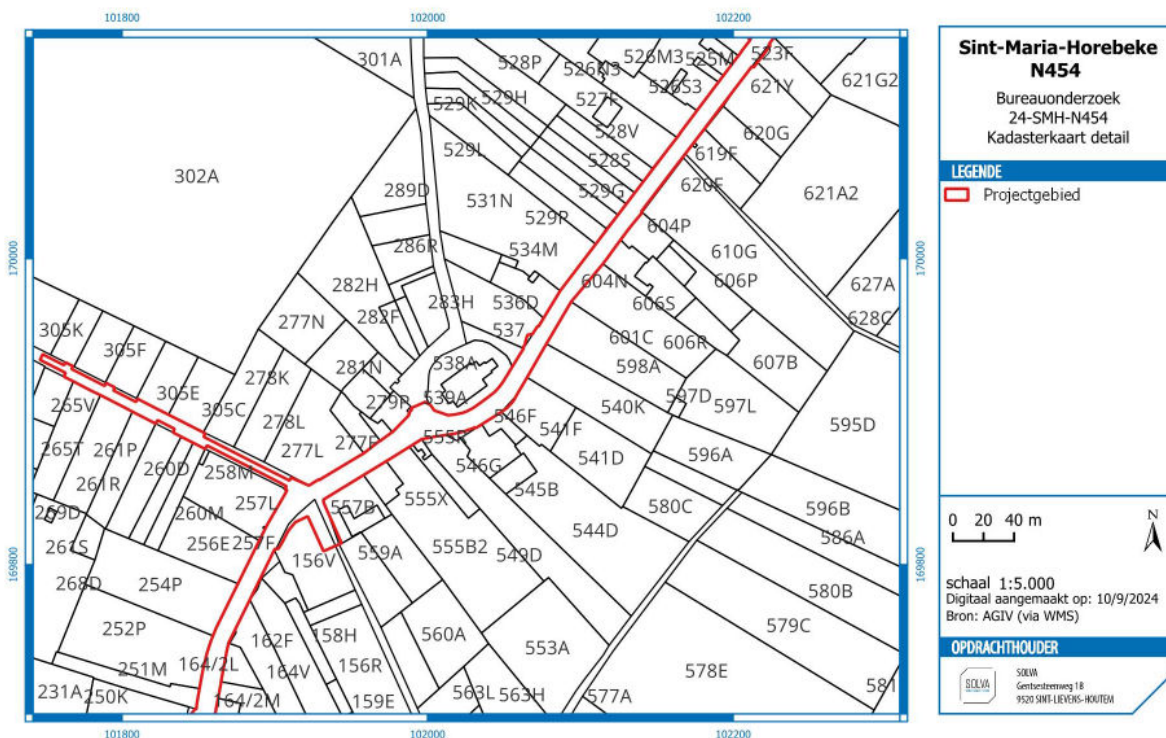 101800 102000 102200
301A 528P 526N3 526M3 525M 523F
529K 529H 527F 526S3 621Y 621G2
529L 528V 620G
302A 289D 528S 619F
531N 529G 620F 621A2
529P 604P
286R 534M 610G
170000 170000
282H 283H 536D 604N 606P 627A
277N 282F 537 606S 628C
305K 305F 601C 606R
281N 538A 598A 607B
278K 597D
305E 279P 539A 540K 597L
265V 305C 278L 546F 595D
265T 261P 277L 277F 555R 541F
261R 260D 258M 546G 541D 596A
257L 545B
269D 260M 557B 555X 580C 596B
261S 256E 257F 544D 586A
156V 559A 555B2 549D
169800 169800
268D 254P 580B
252P 162F 158H 560A 579C
251M 164/2L 164V 156R 553A 578E
231A 250K 164/2M 159E 563L 563H 577A 581
101800 102000 102200
Sint-Maria-Horebeke
N454
Bureauonderzoek
24-SMH-N454
Kadasterkaart detail
LEGENDE
Projectgebied
0 20 40 m
N
schaal 1:5.000
Digitaal aangemaakt op: 10/9/2024
Bron: AGIV (via WMS)
OPDRACHTHOUDER
SOLVA
SOLVA
Gentsesteenweg 1B
9520 SINT-LIEVENS-HOUTEM